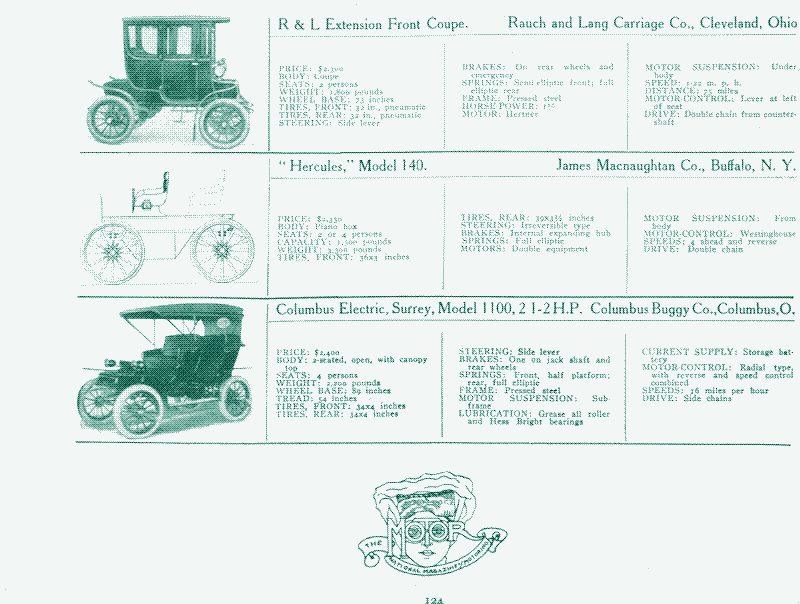 R & L Extension Front Coupe. Rauch and Lang Carriage Co., Cleveland, Ohio
PRICE: $2,300
BODY: Coupe
SEATS: 2 persons
WEIGHT: 1,800 pounds
WHEEL BASE: 73 inches
TIRES, FRONT: 32 in., pneumatic
TIRES, REAR: 32 in., pneumatic
STEERING: Side lever
BRAKES: On rear wheels and
emergency
SPRINGS: Semi-elliptic front; full
elliptic rear
FRAME: Pressed steel
HORSE-POWER:
MOTOR: Hertner
MOTOR SUSPENSION: Under
body
SPEED: 1-22 m. p. h.
DISTANCE: 75 miles
MOTOR-CONTROL: Lever at left
of seat
DRIVE: Double chain from counter-
shaft
"Hercules," Model 140. James Macnaughtan Co., Buffalo, N. Y.
PRICE: $2,350
BODY: Piano box
SEATS: 2 or 4 persons
CAPACITY: 1,500 pounds
WEIGHT: 3,300 pounds
TIRES, FRONT: 36x3 inches
TIRES, REAR: 39x3½ inches
STEERING: Irreversible type
BRAKES: Internal expanding hub
SPRINGS: Full elliptic
MOTORS: Double equipment
MOTOR SUSPENSION: From
body
MOTOR-CONTROL: Westinghouse
SPEEDS: 4 ahead and reverse
DRIVE: Double chain
Columbus Electric, Surrey, Model 1100, 2 1-2 H.P. Columbus Buggy Co., Columbus, O.
PRICE: $2,400
BODY: 2-seated, open, with canopy
top
SEATS: 4 persons
WEIGHT: 2,200 pounds
WHEEL BASE: 89 inches
TREAD: 54 inches
TIRES, FRONT: 34x4 inches
TIRES, REAR: 34x4 inches
STEERING: Side lever
BRAKES: One on jack shaft and
rear wheels
SPRINGS: Front, half platform;
rear, full elliptic
FRAME: Pressed steel
MOTOR SUSPENSION: Sub-
frame
LUBRICATION: Grease all roller
and Hess Bright bearings
CURRENT SUPPLY: Storage bat-
tery
MOTOR-CONTROL: Radial type,
with reverse and speed control
combined
SPEEDS: 16 miles per hour
DRIVE: Side chains
MOTOR
THE NATIONAL MAGAZINE OF MOTORING
124